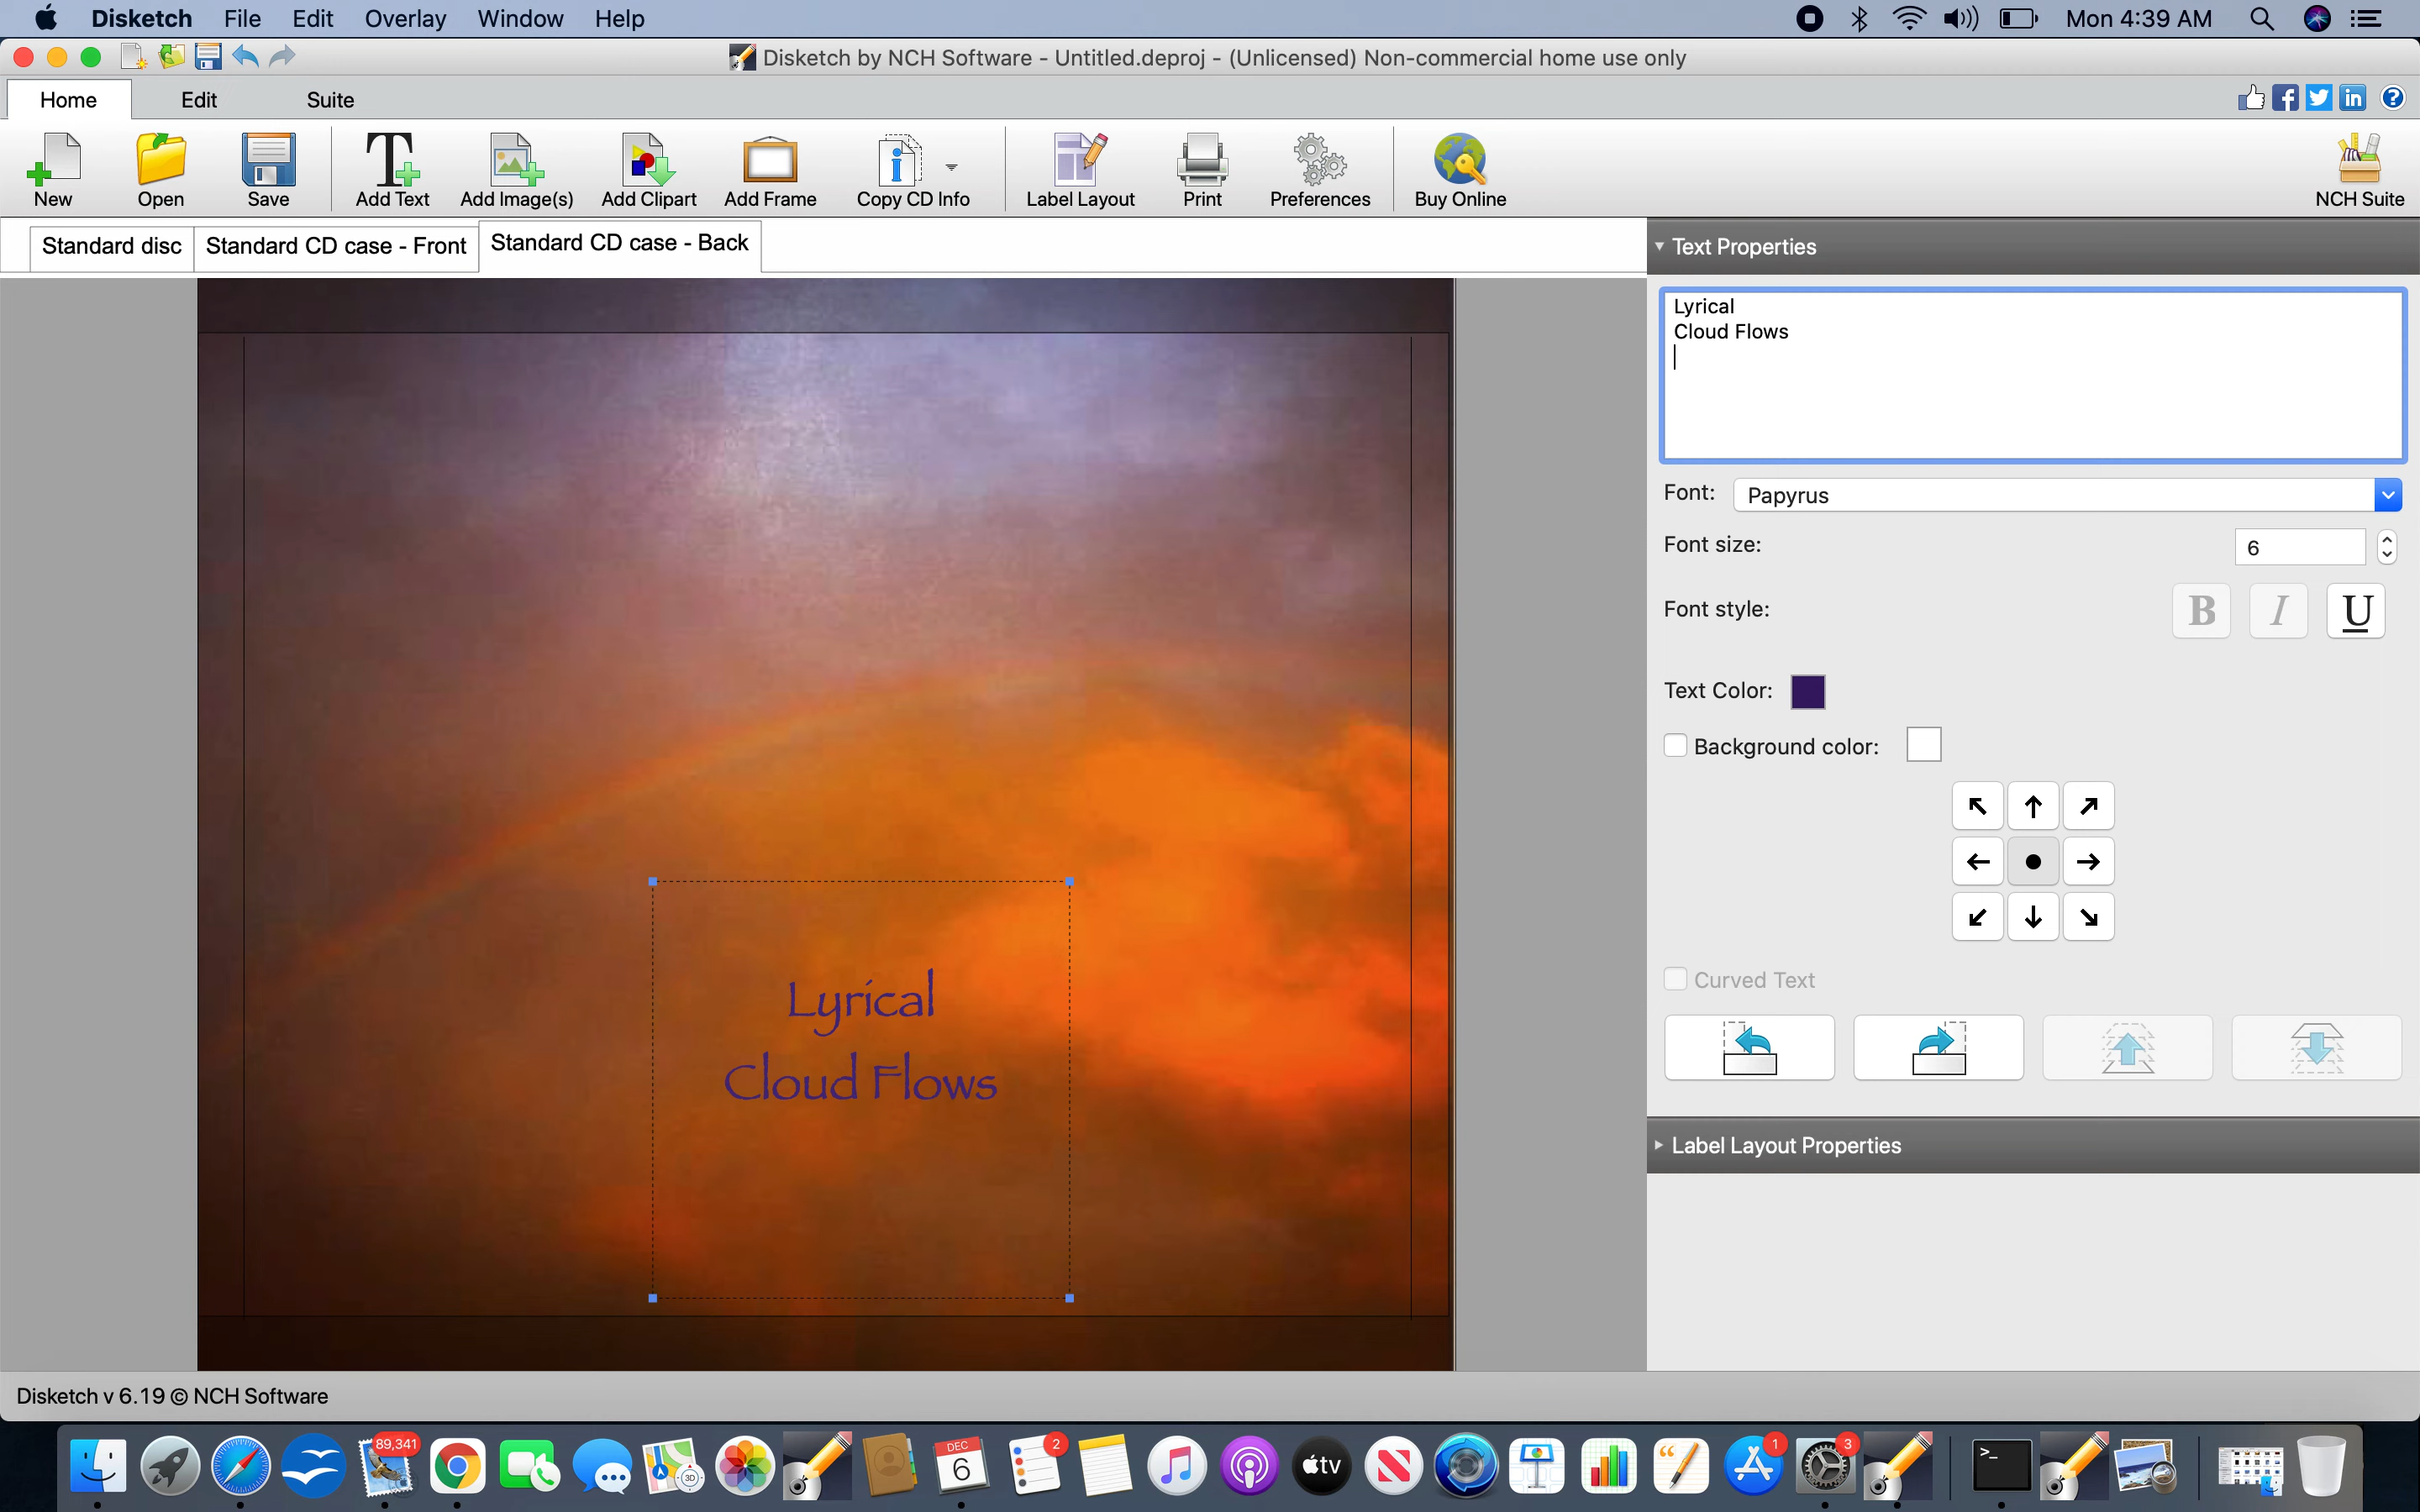 Disketch File Edit Overlay Window Help Mon 4:39 AM
Disketch by NCH Software - Untitled.deproj - (Unlicensed) Non-commercial home use only
Home Edit Suite
New Open Save Add Text Add Image(s) Add Clipart Add Frame Copy CD Info Label Layout Print Preferences Buy Online NCH Suite
Standard disc Standard CD case - Front Standard CD case - Back
Text Properties
Lyrical
Cloud Flows
Font: Papyrus
Font size: 6
Font style: B I U
Text Color:
Background color:
Curved Text
Label Layout Properties
Lyrical
Cloud Flows
Disketch v 6.19 © NCH Software
89,341
3D
DEC
6
2
tv
1
3
>_